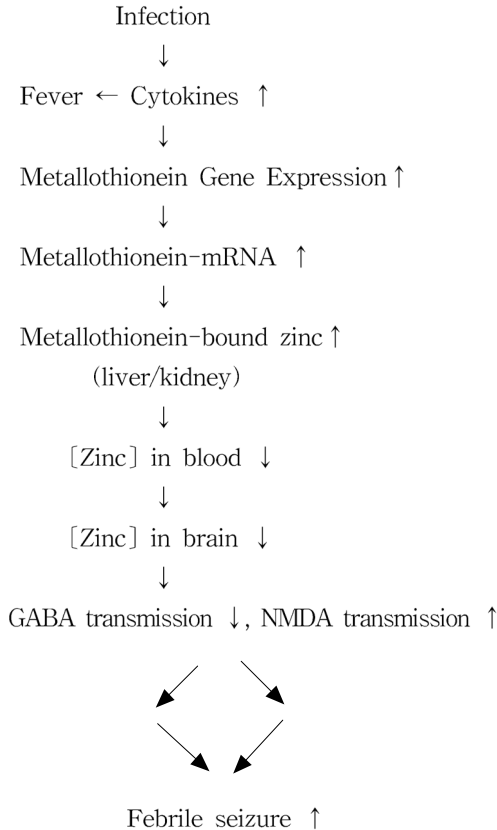 Infection
↓
Fever ← Cytokines ↑
↓
Metallothionein Gene Expression↑
↓
Metallothionein-mRNA ↑
↓
Metallothionein-bound zinc↑
(liver/kidney)
↓
[Zinc] in blood ↓
↓
[Zinc] in brain ↓
↓
GABA transmission ↓, NMDA transmission ↑
Febrile seizure ↑